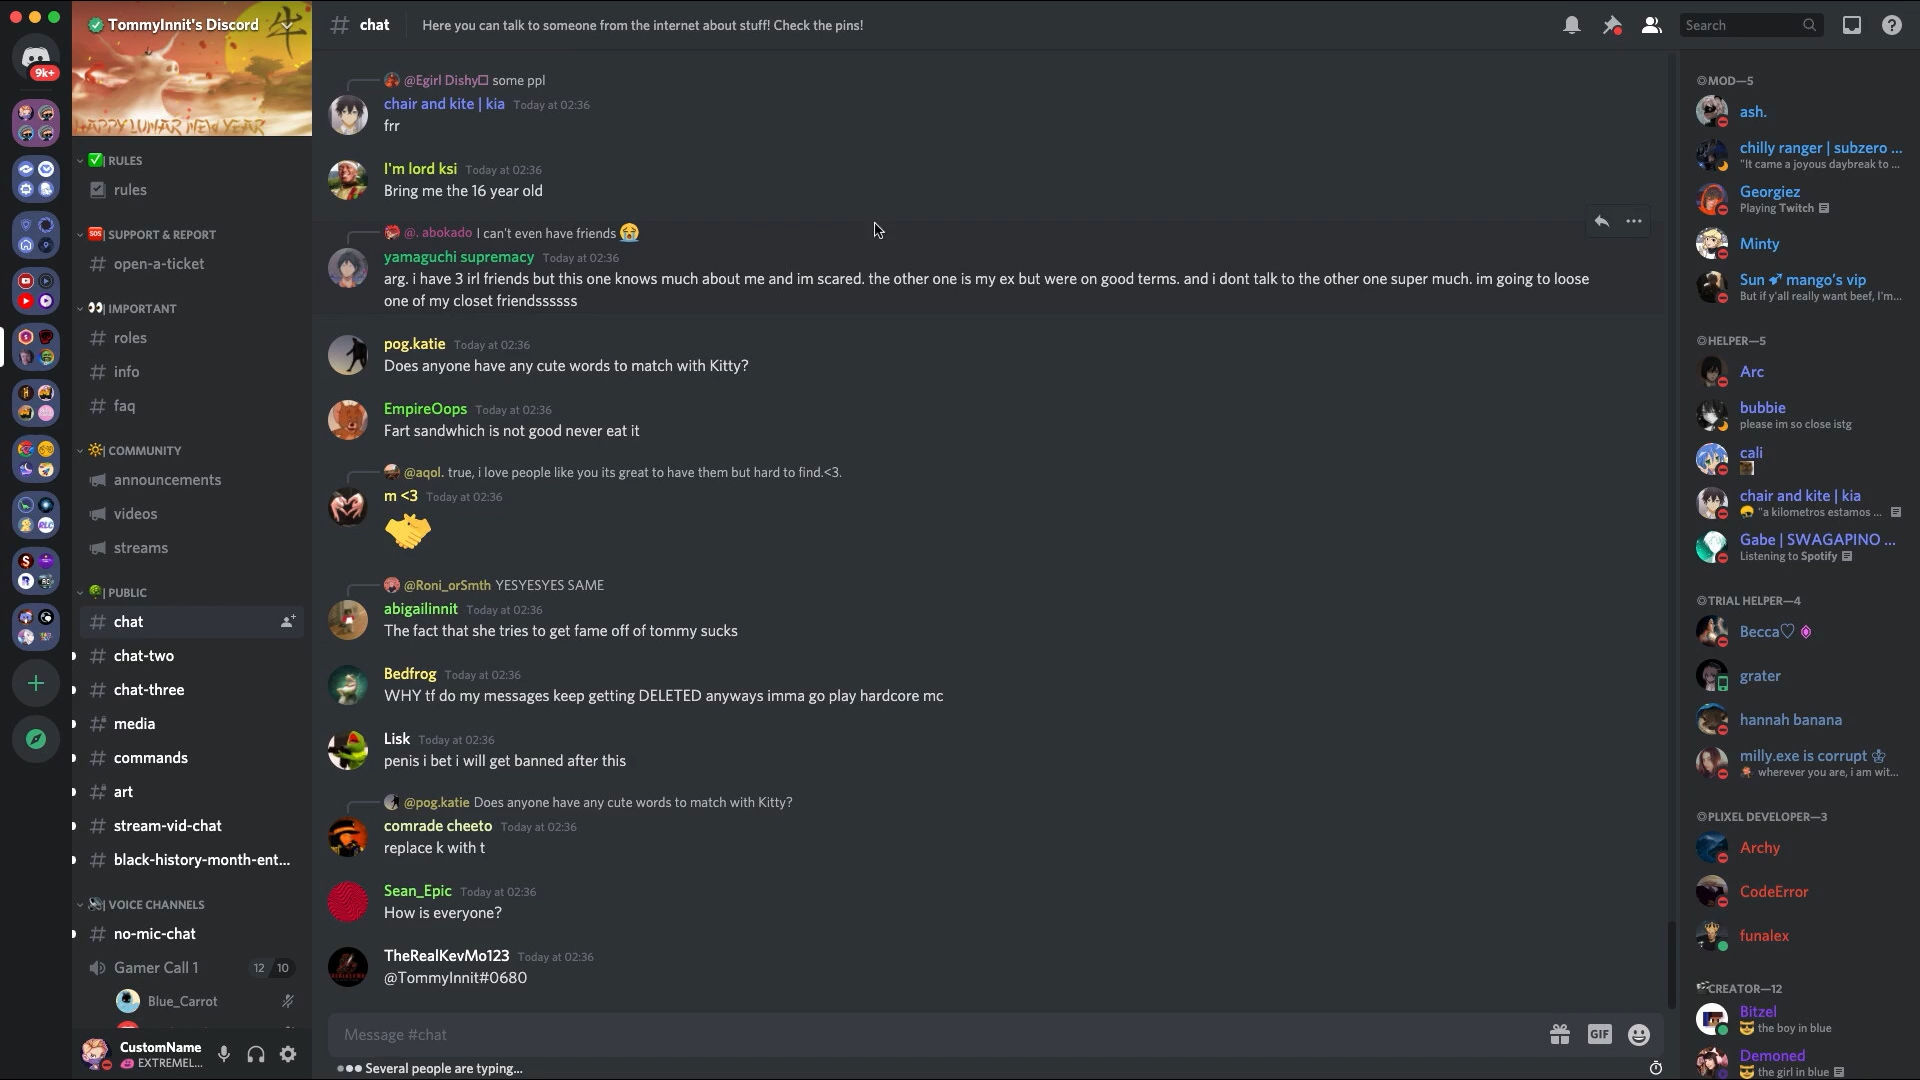 TommyInnit's Discord
牛
HAPPY LUNAR NEW YEAR
9k+
RULES
rules
SOS SUPPORT & REPORT
open-a-ticket
IMPORTANT
roles
info
faq
COMMUNITY
announcements
videos
streams
PUBLIC
chat
chat-two
chat-three
media
commands
art
stream-vid-chat
black-history-month-ent...
VOICE CHANNELS
no-mic-chat
Gamer Call 1 12 10
Blue_Carrot
CustomName
EXTREMEL...
# chat Here you can talk to someone from the internet about stuff! Check the pins!
Search
@Egirl Dishy some ppl
chair and kite | kia Today at 02:36
frr
I'm lord ksi Today at 02:36
Bring me the 16 year old
@. abokado I can't even have friends 😭
yamaguchi supremacy Today at 02:36
arg. i have 3 irl friends but this one knows much about me and im scared. the other one is my ex but were on good terms. and i dont talk to the other one super much. im going to loose
one of my closet friendssssss
pog.katie Today at 02:36
Does anyone have any cute words to match with Kitty?
EmpireOops Today at 02:36
Fart sandwhich is not good never eat it
@aqol. true, i love people like you its great to have them but hard to find.<3.
m <3 Today at 02:36
🤝
@Roni_orSmth YESYESYES SAME
abigailinnit Today at 02:36
The fact that she tries to get fame off of tommy sucks
Bedfrog Today at 02:36
WHY tf do my messages keep getting DELETED anyways imma go play hardcore mc
Lisk Today at 02:36
penis i bet i will get banned after this
@pog.katie Does anyone have any cute words to match with Kitty?
comrade cheeto Today at 02:36
replace k with t
Sean_Epic Today at 02:36
How is everyone?
TheRealKevMo123 Today at 02:36
@TommyInnit#0680
Message #chat
GIF
Several people are typing...
MOD—5
ash.
chilly ranger | subzero ...
"It came a joyous daybreak to ...
Georgiez
Playing Twitch
Minty
Sun mango's vip
But if y'all really want beef, I'm...
HELPER—5
Arc
bubbie
please im so close istg
cali
chair and kite | kia
"a kilometros estamos ...
Gabe | SWAGAPINO ...
Listening to Spotify
TRIAL HELPER—4
Becca♡
grater
hannah banana
milly.exe is corrupt
wherever you are, i am wit...
PLIXEL DEVELOPER—3
Archy
CodeError
funalex
CREATOR—12
Bitzel
the boy in blue
Demoned
the girl in blue